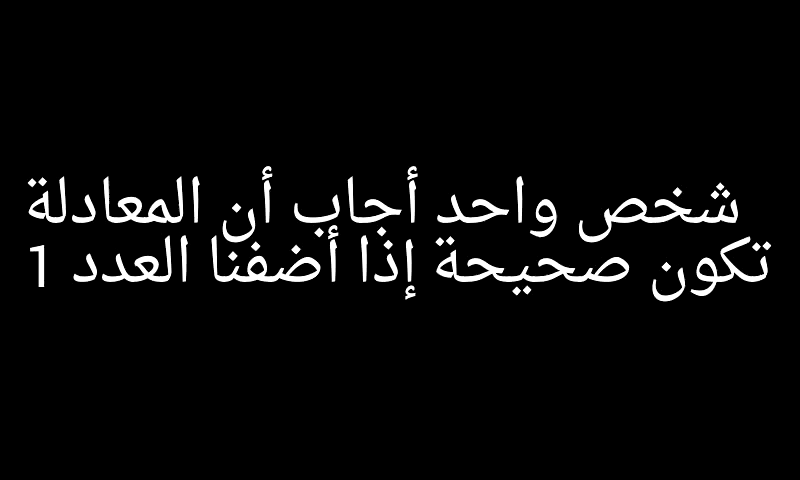 شخص واحد أجاب أن المعادلة
تكون صحيحة إذا أضفنا العدد 1